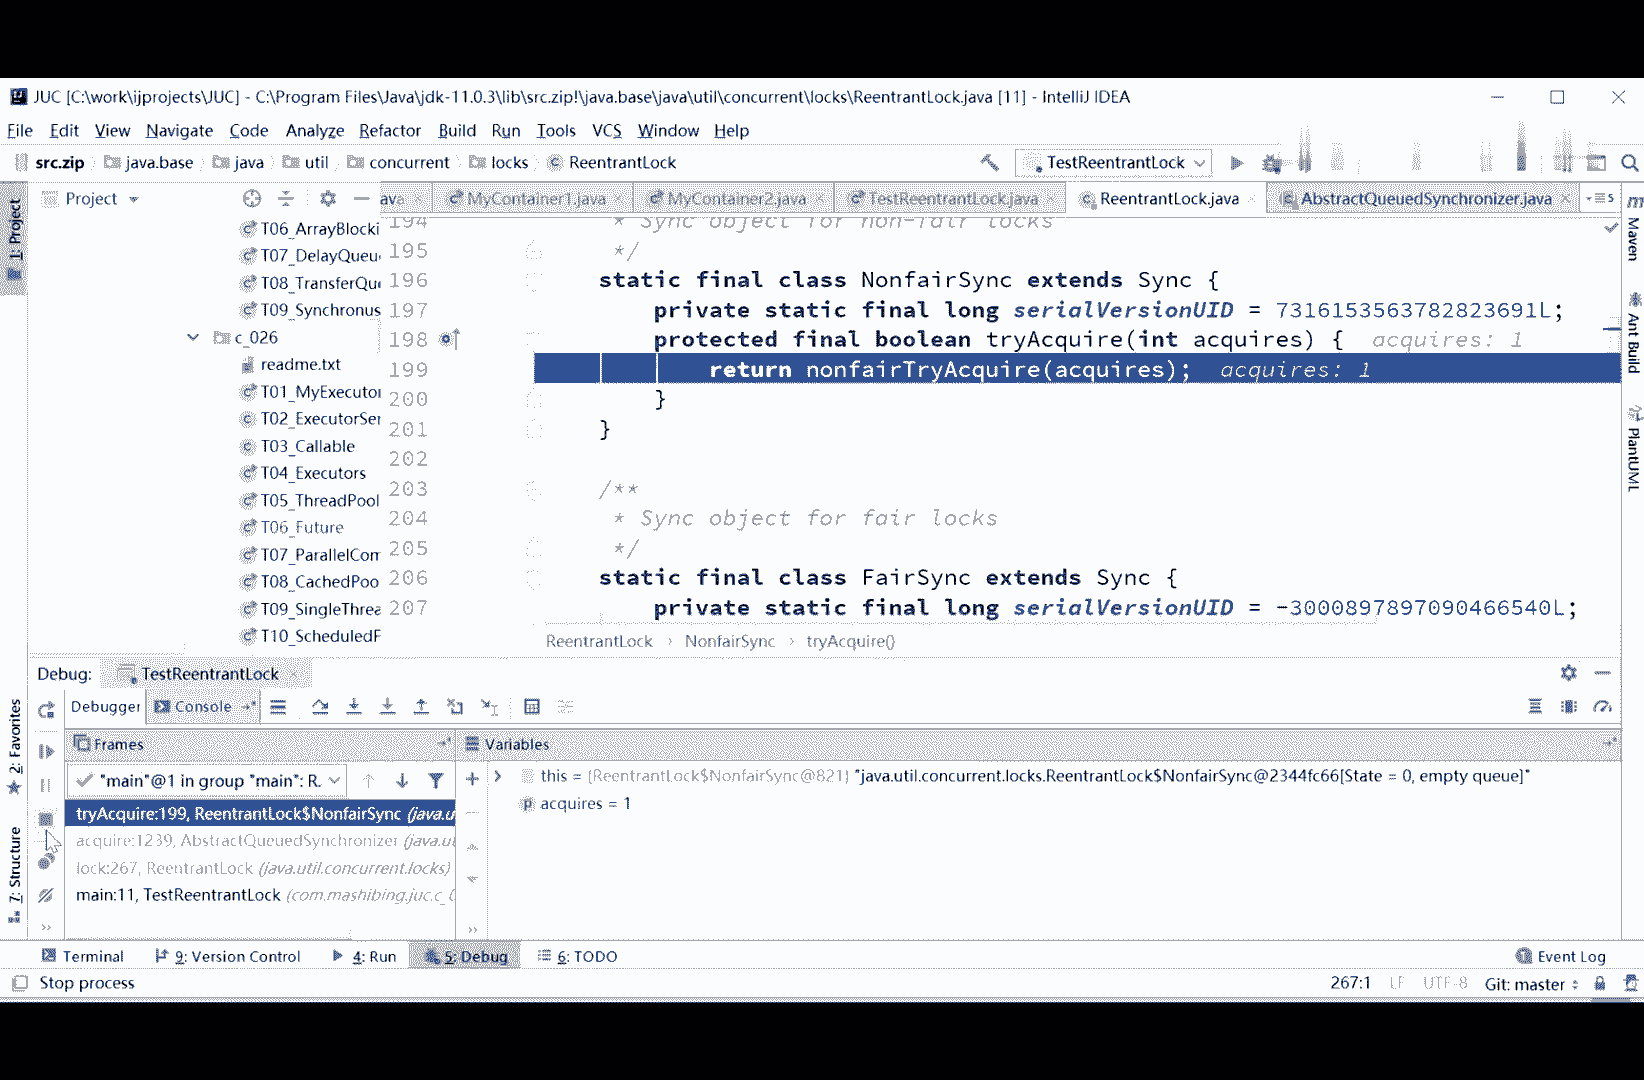 JUC [C:\work\ijprojects\JUC] - C:\Program Files\Java\jdk-11.0.3\lib\src.zip!\java.base\java\util\concurrent\locks\ReentrantLock.java [11] - IntelliJ IDEA
File Edit View Navigate Code Analyze Refactor Build Run Tools VCS Window Help
src.zip java.base java util concurrent locks ReentrantLock TestReentrantLock
Project ava MyContainer1.java MyContainer2.java TestReentrantLock.java ReentrantLock.java AbstractQueuedSynchronizer.java 5
1: Project
Maven
Ant Build
PlantUML
T06_ArrayBlocki
T07_DelayQueu
T08_TransferQu
T09_Synchronus
c_026
readme.txt
T01_MyExecutor
T02_ExecutorSer
T03_Callable
T04_Executors
T05_ThreadPool
T06_Future
T07_ParallelCom
T08_CachedPoo
T09_SingleThrea
T10_ScheduledF
194 * Sync object for non-fair locks
195 */
196 static final class NonfairSync extends Sync {
197 private static final long serialVersionUID = 7316153563782823691L;
198 protected final boolean tryAcquire(int acquires) { acquires: 1
199 return nonfairTryAcquire(acquires); acquires: 1
200 }
201 }
202
203 /**
204 * Sync object for fair locks
205 */
206 static final class FairSync extends Sync {
207 private static final long serialVersionUID = -3000897897090466540L;
ReentrantLock › NonfairSync › tryAcquire()
Debug: TestReentrantLock
Debugger Console
Frames Variables
"main"@1 in group "main": R.
tryAcquire:199, ReentrantLock$NonfairSync (java.u
acquire:1239, AbstractQueuedSynchronizer (java.ut
lock:267, ReentrantLock (java.util.concurrent.locks)
main:11, TestReentrantLock (com.mashibing.juc.c_
this = {ReentrantLock$NonfairSync@821} "java.util.concurrent.locks.ReentrantLock$NonfairSync@2344fc66[State = 0, empty queue]"
acquires = 1
2: Favorites
7: Structure
Terminal 9: Version Control 4: Run 5: Debug 6: TODO 1 Event Log
Stop process 267:1 LF UTF-8 Git: master